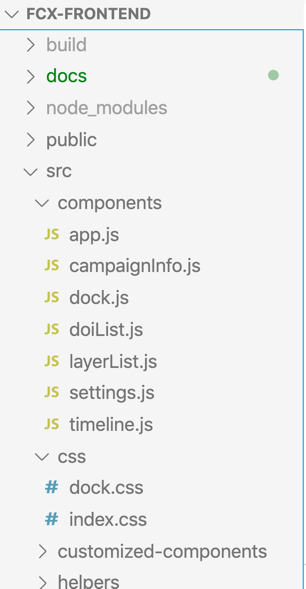 FCX-FRONTEND
build
docs
node_modules
public
src
components
JS app.js
JS campaignInfo.js
JS dock.js
JS doiList.js
JS layerList.js
JS settings.js
JS timeline.js
css
# dock.css
# index.css
customized-components
helpers